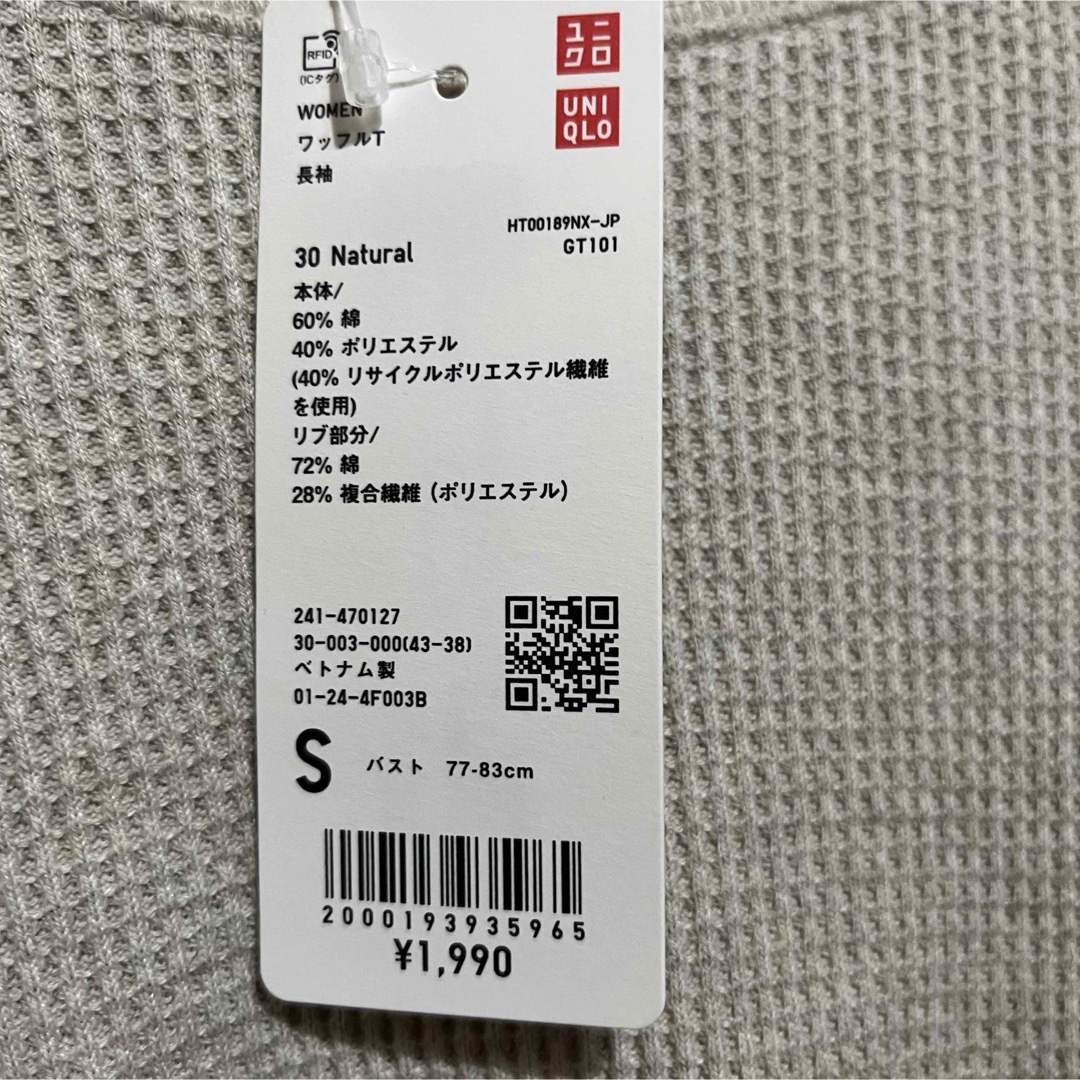 RFID
(ICタグ)
ユニ
クロ
UNI
QLO
WOMEN
ワッフルT
長袖
HT00189NX-JP
GT101
30 Natural
本体/
60% 綿
40% ポリエステル
(40% リサイクルポリエステル繊維
を使用)
リブ部分/
72% 綿
28% 複合繊維 (ポリエステル)
241-470127
30-003-000(43-38)
ベトナム製
01-24-4F003B
S バスト 77-83cm
2000193935965
¥1,990